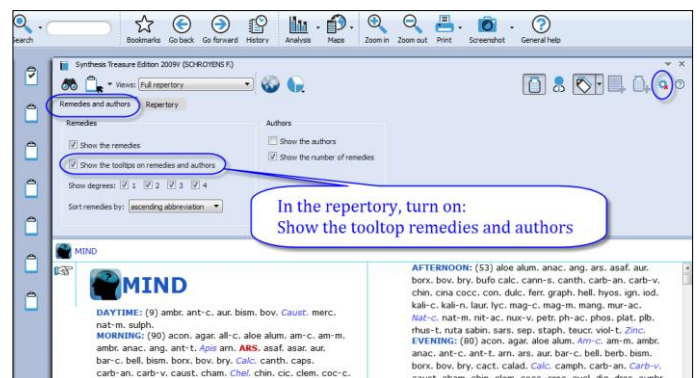 Search
Bookmarks Go back Go forward History Analysis Maps Zoom in Zoom out Print Screenshot General help
Synthesis Treasure Edition 2009V (SCHROYENS F.)
Views: Full repertory
Remedies and authors Repertory
Remedies
Authors
Show the remedies
Show the authors
Show the tooltips on remedies and authors
Show the number of remedies
Show degrees: 1 2 3 4
Sort remedies by: ascending abbreviation
In the repertory, turn on:
Show the tooltop remedies and authors
MIND
MIND
DAYTIME: (9) ambr. ant-c. aur. bism. bov. Caust. merc.
nat-m. sulph.
MORNING: (90) acon. agar. all-c. aloe alum. am-c. am-m.
ambr. anac. ang. ant-t. Apis arn. ARS. asaf. asar. aur.
bar-c. bell. bism. borx. bov. bry. Calc. canth. caps.
carb-an. carb-v. caust. cham. Chel. chin. cic. clem. coc-c.
AFTERNOON: (53) aloe alum. anac. ang. ars. asaf. aur.
borx. bov. bry. bufo calc. cann-s. canth. carb-an. carb-v.
chin. cina cocc. con. dulc. ferr. graph. hell. hyos. ign. iod.
kali-c. kali-n. laur. lyc. mag-c. mag-m. mang. mur-ac.
Nat-c. nat-m. nit-ac. nux-v. petr. ph-ac. phos. plat. plb.
rhus-t. ruta sabin. sars. sep. staph. teucr. viol-t. Zinc.
EVENING: (80) acon. agar. aloe alum. Am-c. am-m. ambr.
anac. ant-c. ant-t. arn. ars. aur. bar-c. bell. berb. bism.
borx. bov. bry. cact. calad. Calc. camph. carb-an. Carb-v.